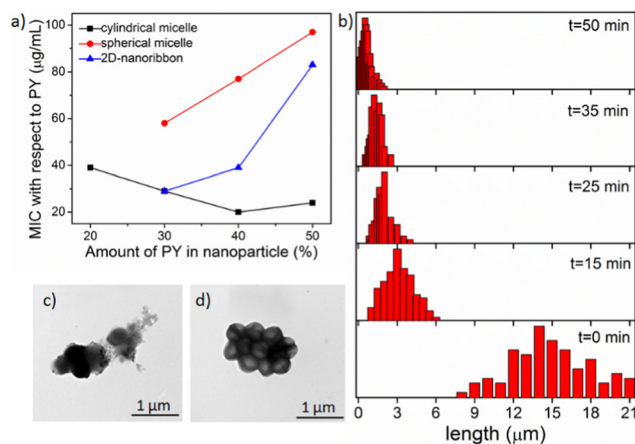 a)
cylindrical micelle
spherical micelle
2D-nanoribbon
MIC with respect to PY (µg/mL)
100
80
60
40
20
20 30 40 50
Amount of PY in nanoparticle (%)
b)
t=50 min
t=35 min
t=25 min
t=15 min
t=0 min
0 3 6 9 12 15 18 21
length (µm)
c)
1 µm
d)
1 µm